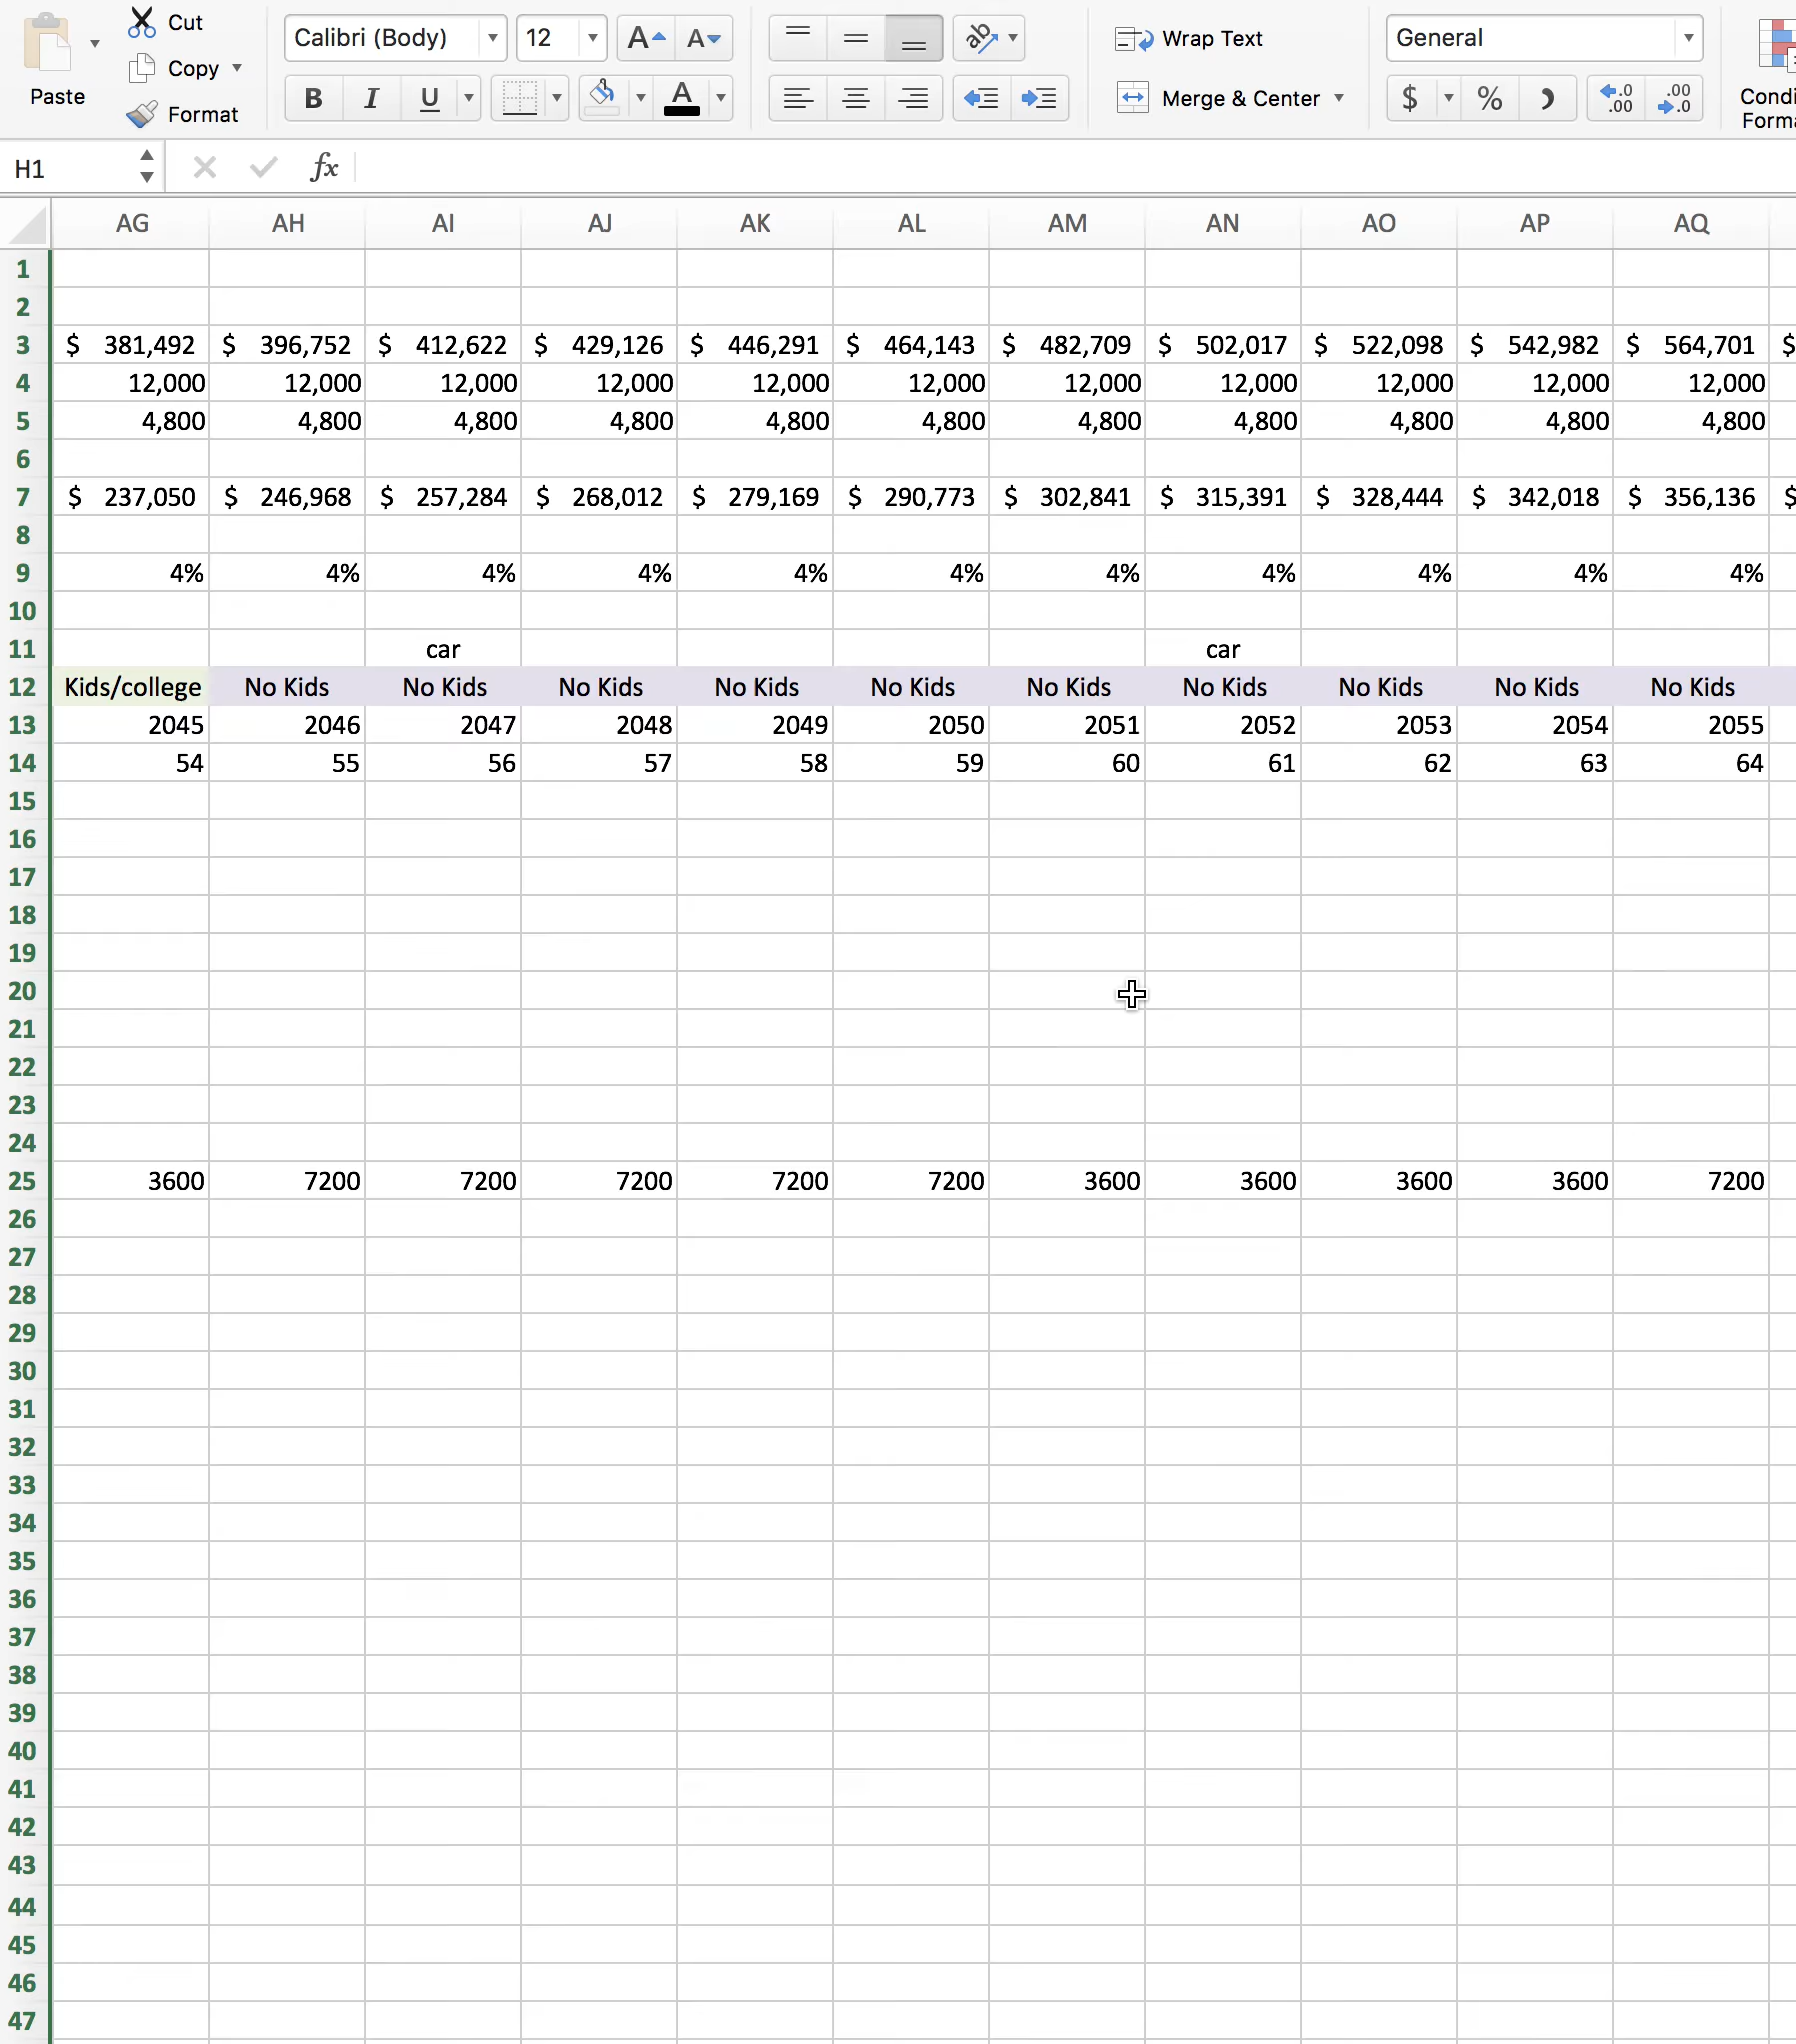 Cut
Copy
Format
Paste
Calibri (Body) 12 A A
B I U A
ab
Wrap Text
Merge & Center
General
$ % ) .0 .00 .00 .0
Condi
Forma
H1 fx
AG AH AI AJ AK AL AM AN AO AP AQ
1
2
3 $ 381,492 $ 396,752 $ 412,622 $ 429,126 $ 446,291 $ 464,143 $ 482,709 $ 502,017 $ 522,098 $ 542,982 $ 564,701 $
4 12,000 12,000 12,000 12,000 12,000 12,000 12,000 12,000 12,000 12,000 12,000
5 4,800 4,800 4,800 4,800 4,800 4,800 4,800 4,800 4,800 4,800 4,800
6
7 $ 237,050 $ 246,968 $ 257,284 $ 268,012 $ 279,169 $ 290,773 $ 302,841 $ 315,391 $ 328,444 $ 342,018 $ 356,136 $
8
9 4% 4% 4% 4% 4% 4% 4% 4% 4% 4% 4%
10
11 car car
12 Kids/college No Kids No Kids No Kids No Kids No Kids No Kids No Kids No Kids No Kids No Kids
13 2045 2046 2047 2048 2049 2050 2051 2052 2053 2054 2055
14 54 55 56 57 58 59 60 61 62 63 64
15
16
17
18
19
20
21
22
23
24
25 3600 7200 7200 7200 7200 7200 3600 3600 3600 3600 7200
26
27
28
29
30
31
32
33
34
35
36
37
38
39
40
41
42
43
44
45
46
47